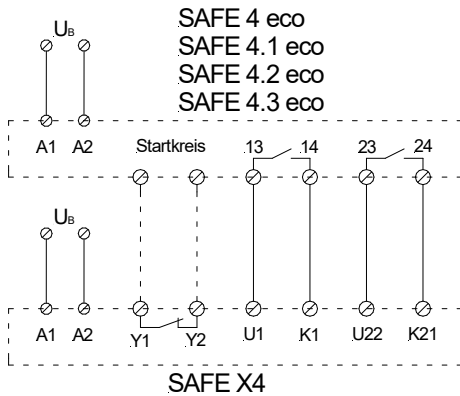 SAFE 4 eco
SAFE 4.1 eco
SAFE 4.2 eco
SAFE 4.3 eco
UB
A1 A2 Startkreis 13 14 23 24
UB
A1 A2 Y1 Y2 U1 K1 U22 K21
SAFE X4